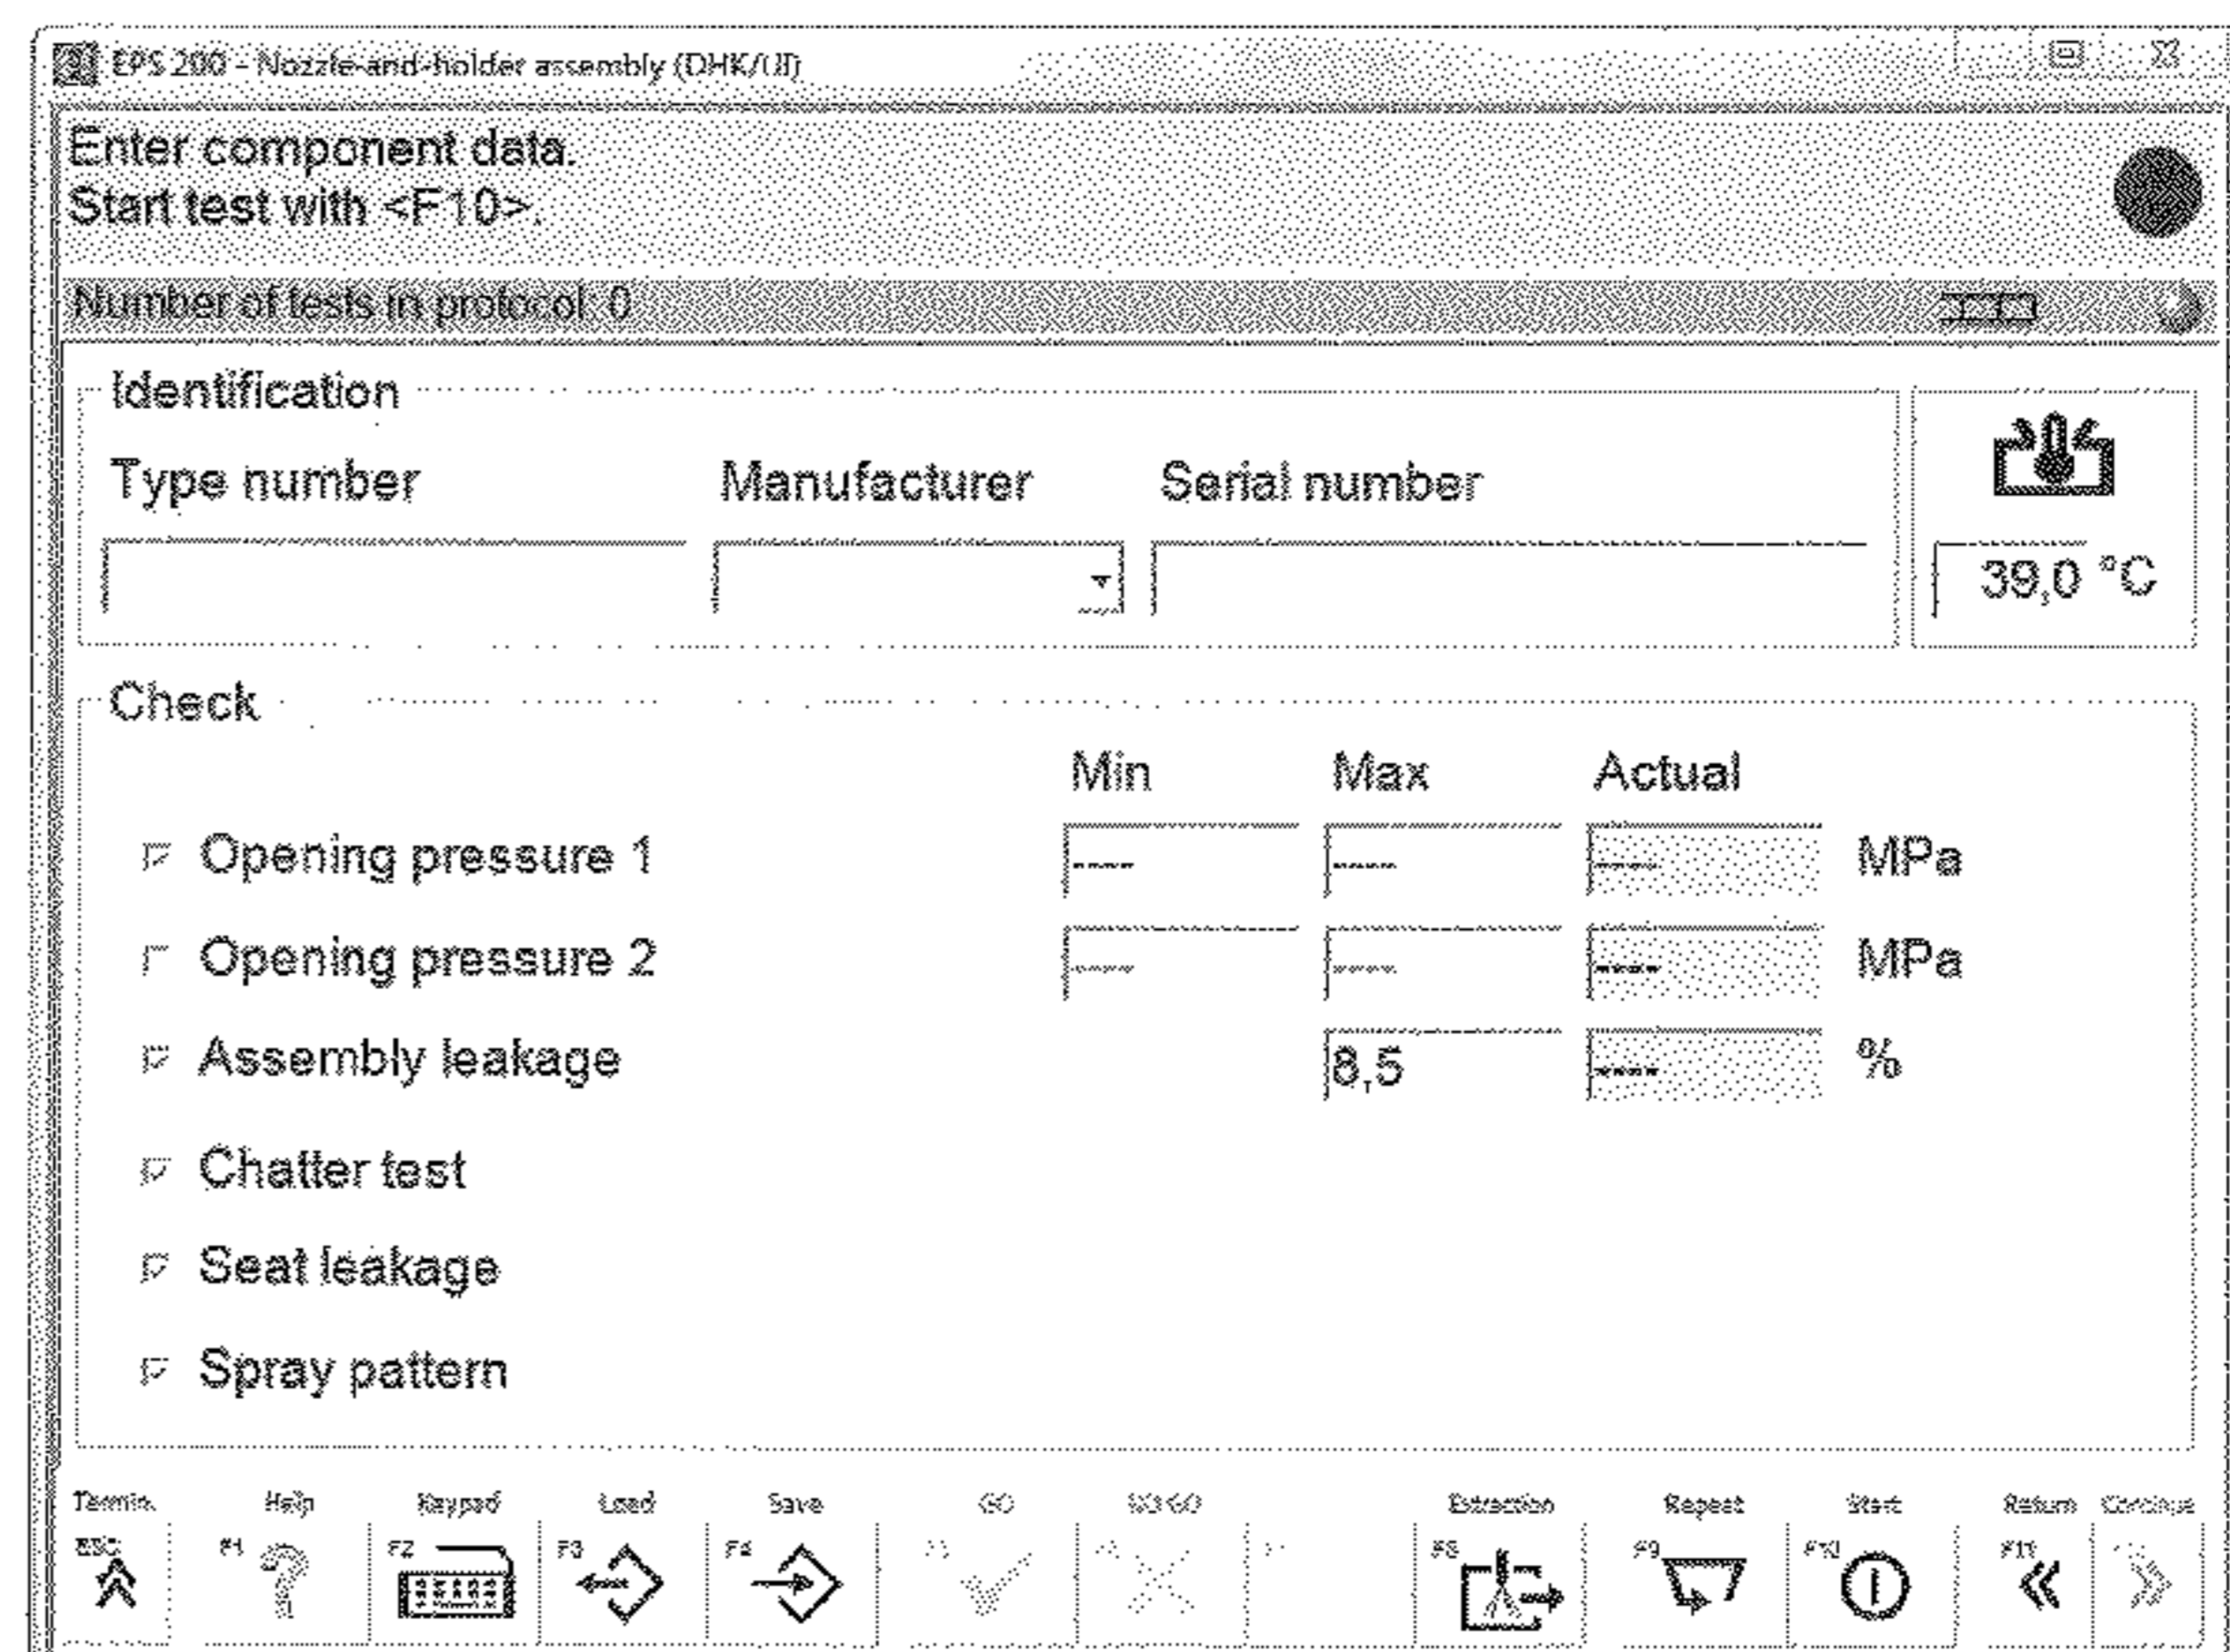 EPS 200 - Nozzle-and-holder assembly (DHK/UI)
Enter component data.
Start test with <F10>.
Number of tests in protocol: 0
Identification
Type number Manufacturer Serial number
39,0 °C
Check
Min Max Actual
Opening pressure 1 ---- ---- ---- MPa
Opening pressure 2 ---- ---- ---- MPa
Assembly leakage 8,5 ---- %
Chatter test
Seat leakage
Spray pattern
Termin. Help Keypad Load Save GO NO GO Extraction Repeat Start Return Continue
ESC F1 F2 F3 F4 F8 F9 F10 F11